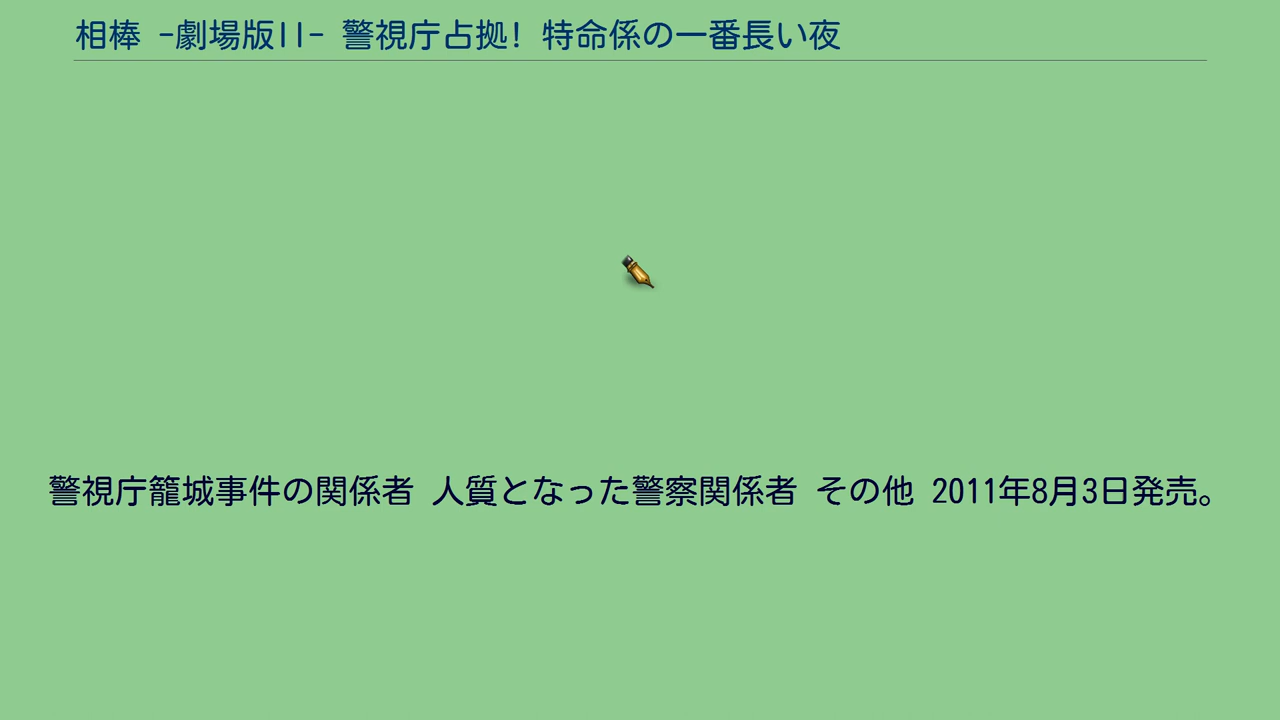 相棒 -劇場版II- 警視庁占拠! 特命係の一番長い夜
警視庁籠城事件の関係者 人質となった警察関係者 その他 2011年8月3日発売。